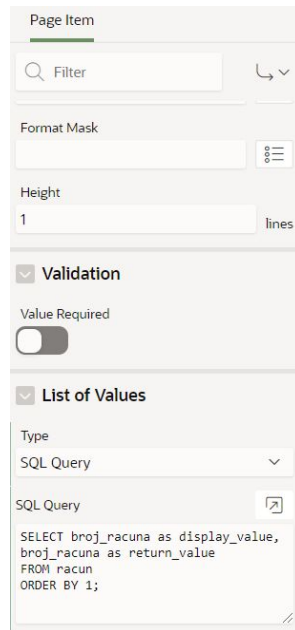 Page Item
Filter
Format Mask
Height
1
lines
Validation
Value Required
List of Values
Type
SQL Query
SQL Query
SELECT broj_racuna as display_value,
broj_racuna as return_value
FROM racun
ORDER BY 1;